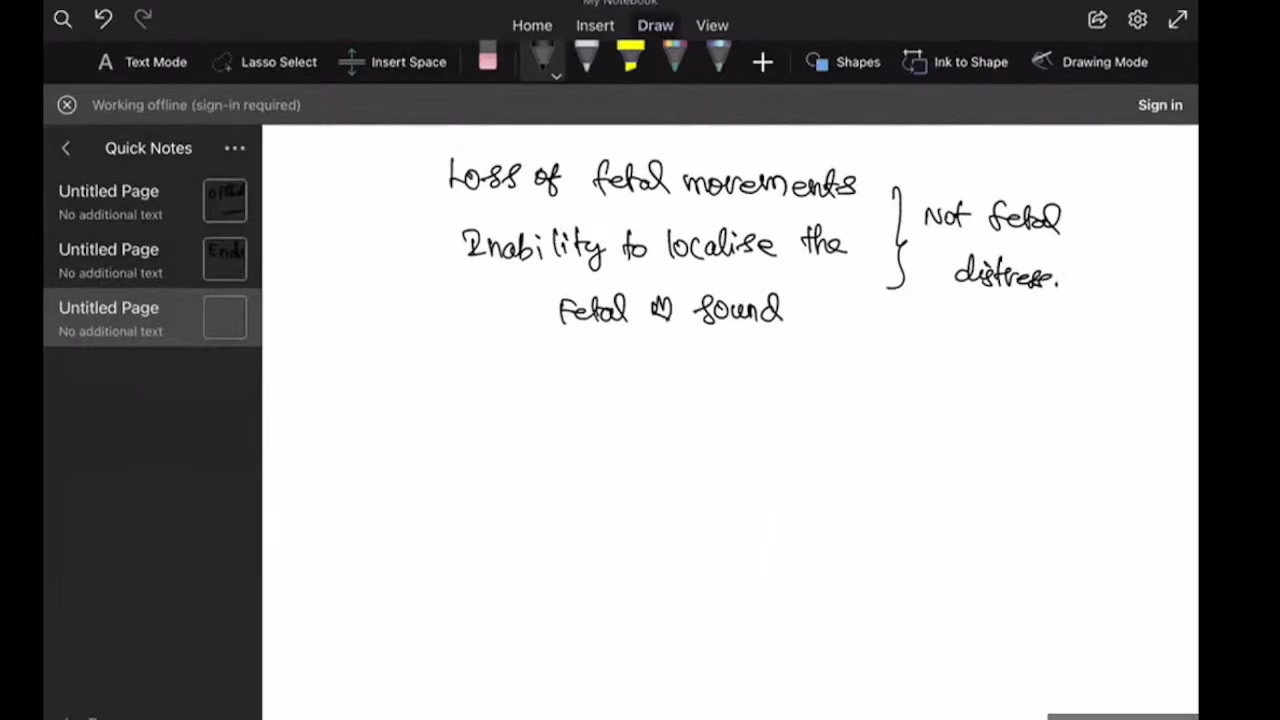 My Notebook
Home Insert Draw View
Text Mode Lasso Select Insert Space Shapes Ink to Shape Drawing Mode
Working offline (sign-in required) Sign in
Quick Notes
Untitled Page
No additional text
Untitled Page
No additional text
Untitled Page
No additional text
Loss of fetal movements
Inability to localise the
Fetal ♡ sound
} Not fetal
distress.